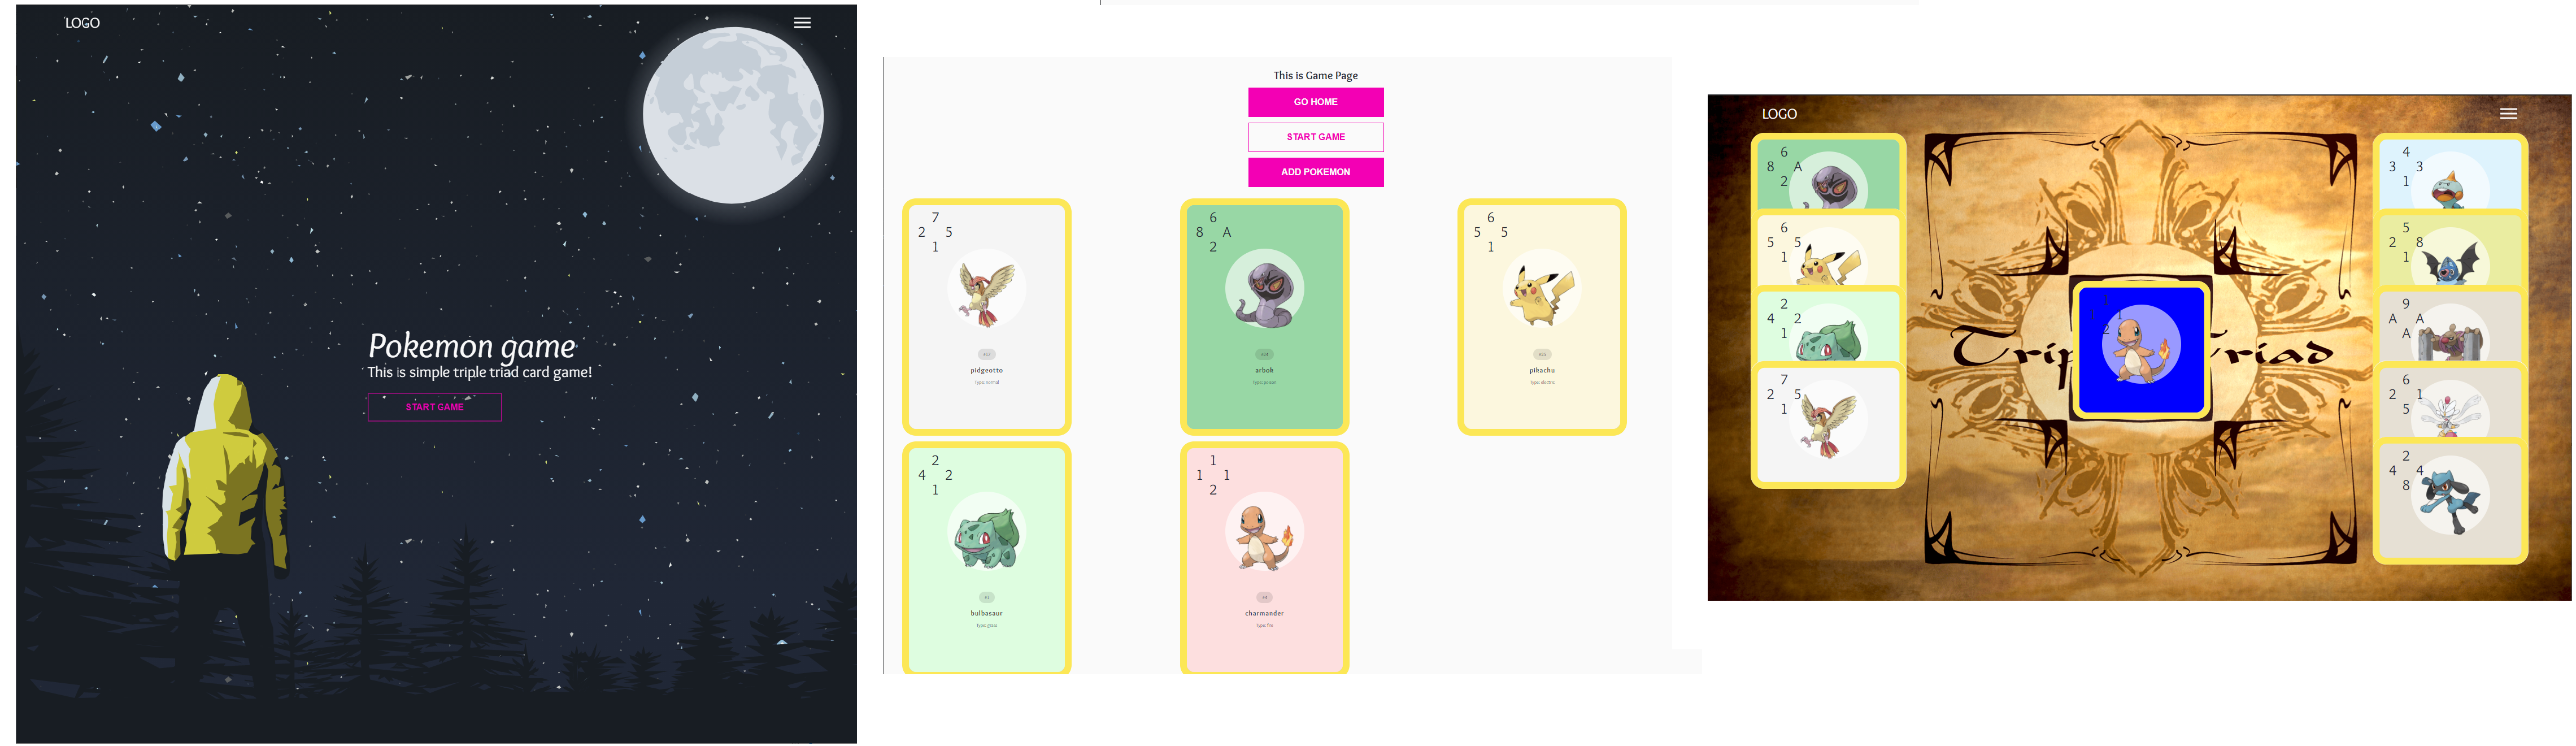 LOGO
Pokemon game
This is simple triple triad card game!
START GAME
This is Game Page
GO HOME
START GAME
ADD POKEMON
7
2 5
1
#17
pidgeotto
type: normal
6
8 A
2
#24
arbok
type: poison
6
5 5
1
#25
pikachu
type: electric
2
4 2
1
#1
bulbasaur
type: grass
1
1 1
2
#4
charmander
type: fire
LOGO
6
8 A
2
6
5 5
1
2
4 2
1
7
2 5
1
1
1 1
2
Triad
4
3 3
1
5
2 8
1
9
A A
A
6
2 1
5
2
4 4
8